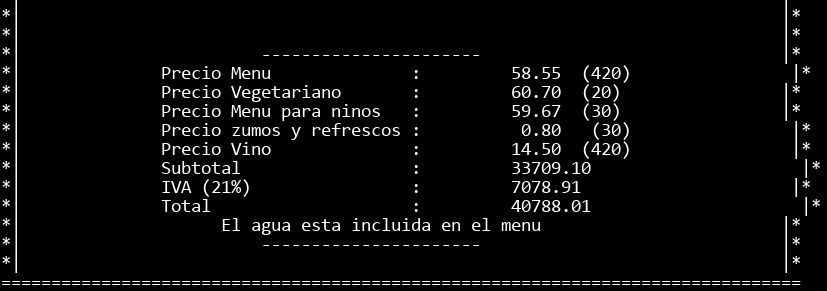 *|                                                                            |*
*|                                                                            |*
*|                        ----------------------                              |*
*|              Precio Menu              :         58.55  (420)                |*
*|              Precio Vegetariano       :         60.70  (20)                |*
*|              Precio Menu para ninos   :         59.67  (30)                |*
*|              Precio zumos y refrescos :          0.80   (30)                |*
*|              Precio Vino              :         14.50  (420)                |*
*|              Subtotal                 :         33709.10                     |*
*|              IVA (21%)                :         7078.91                     |*
*|              Total                    :         40788.01                     |*
*|                    El agua esta incluida en el menu                        |*
*|                        ----------------------                              |*
*|                                                                            |*
================================================================================